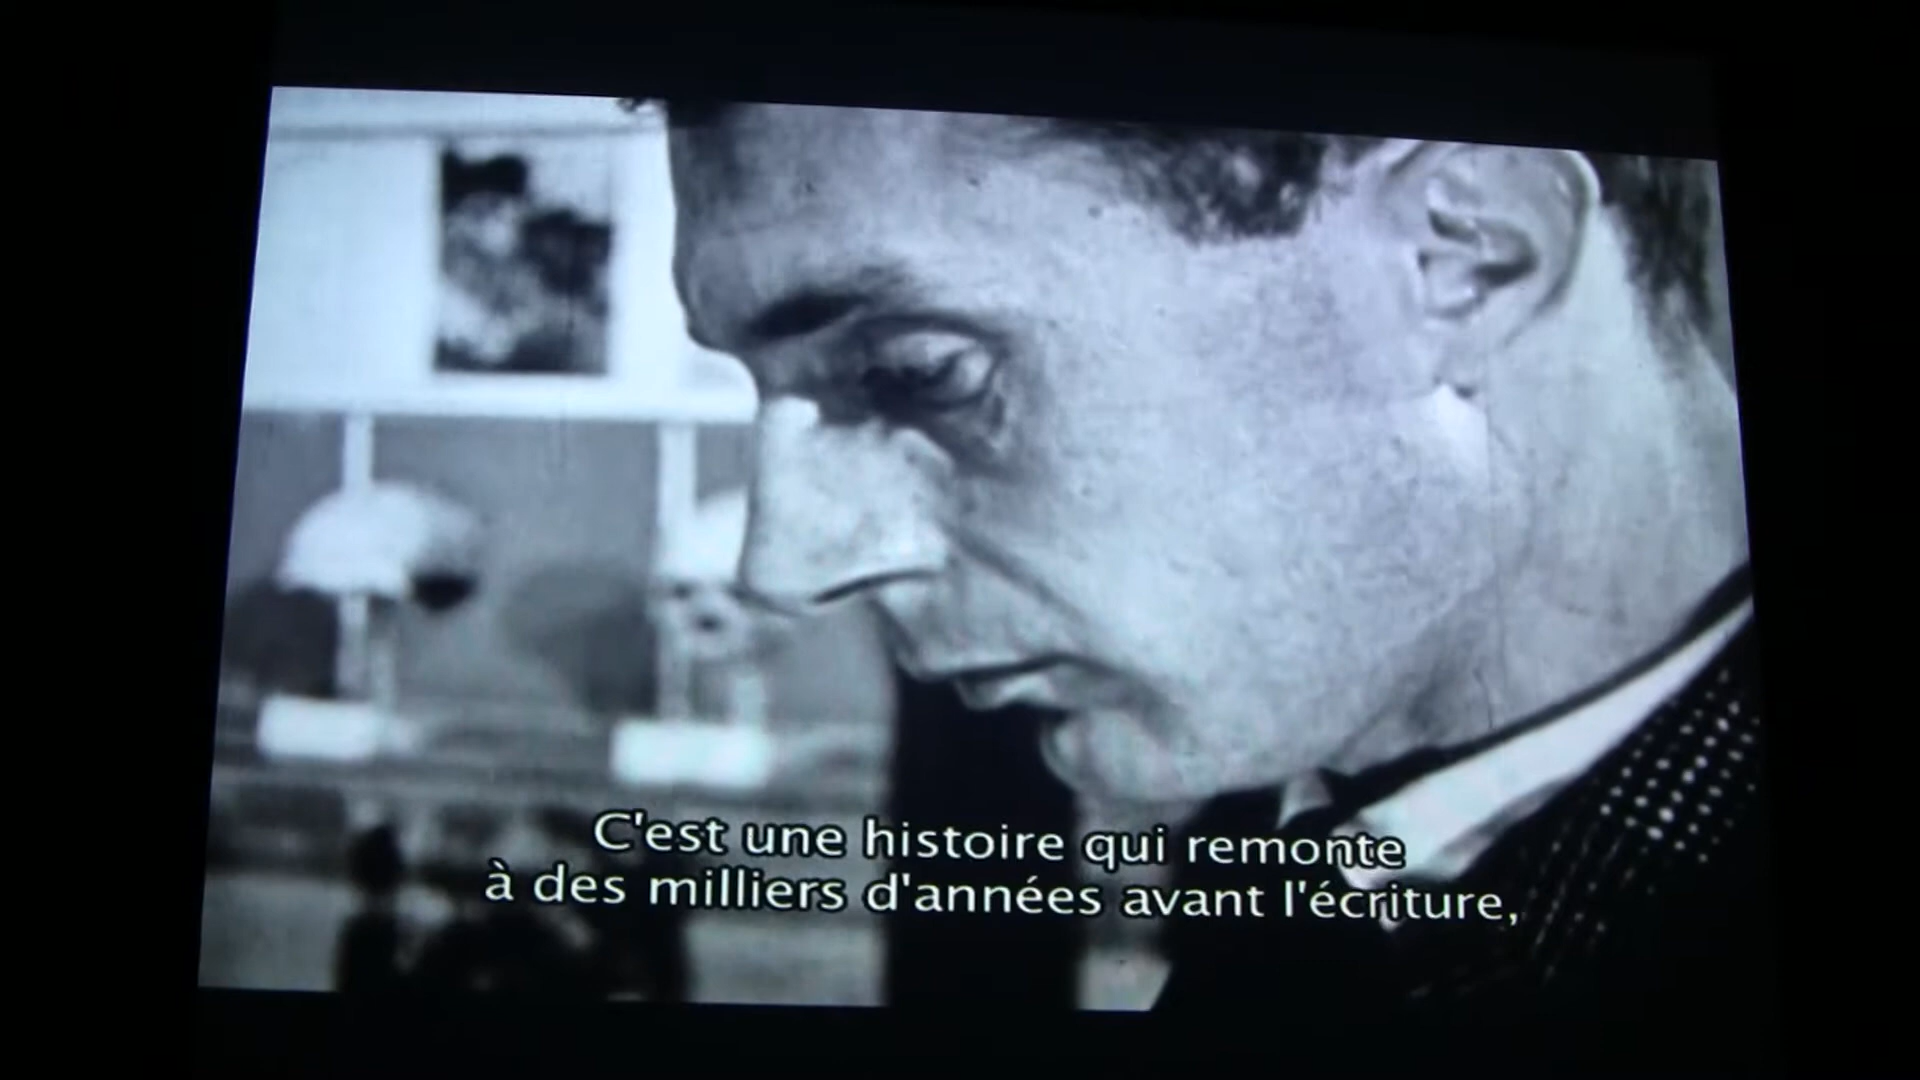 C'est une histoire qui remonte
à des milliers d'années avant l'écriture,